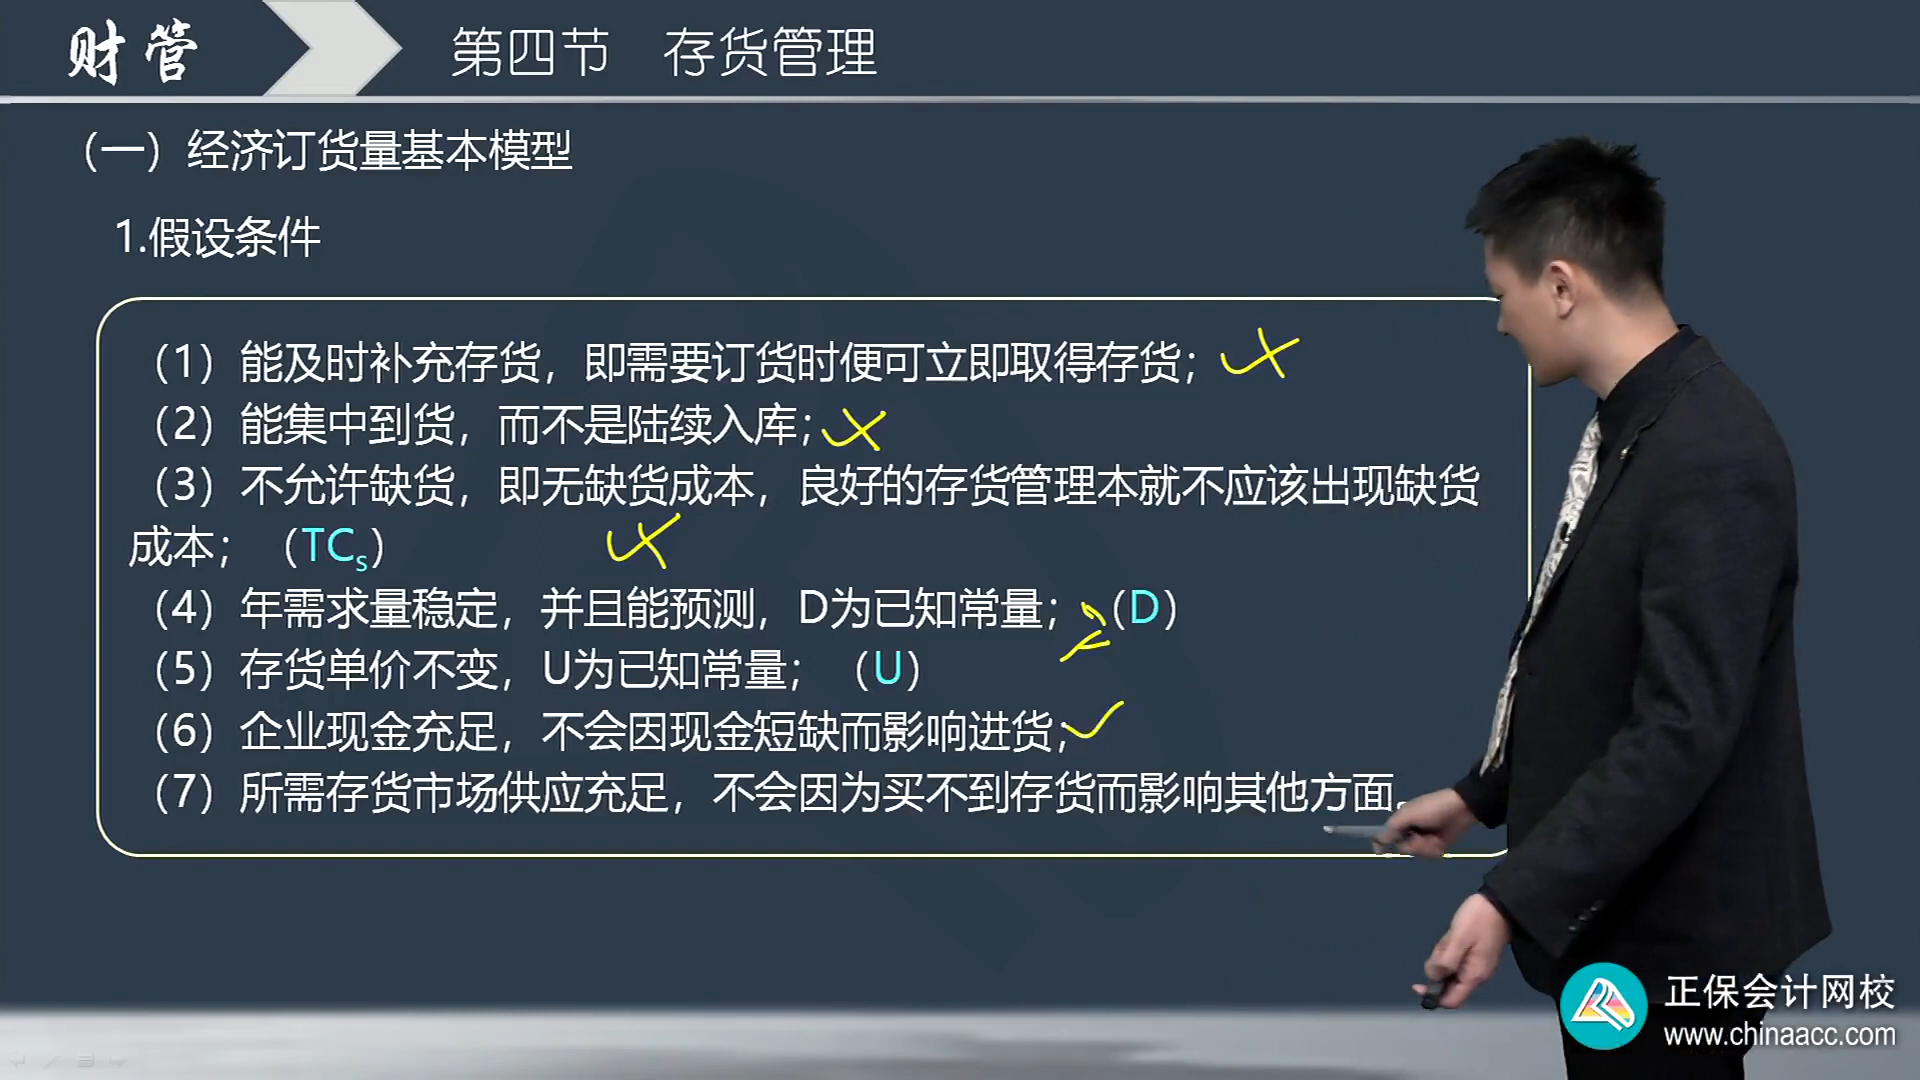 财管
第四节 存货管理
（一）经济订货量基本模型
1.假设条件
（1）能及时补充存货，即需要订货时便可立即取得存货；
（2）能集中到货，而不是陆续入库；
（3）不允许缺货，即无缺货成本，良好的存货管理本就不应该出现缺货
成本；（TCs）
（4）年需求量稳定，并且能预测，D为已知常量；（D）
（5）存货单价不变，U为已知常量；（U）
（6）企业现金充足，不会因现金短缺而影响进货；
（7）所需存货市场供应充足，不会因为买不到存货而影响其他方面。
正保会计网校
www.chinaacc.com